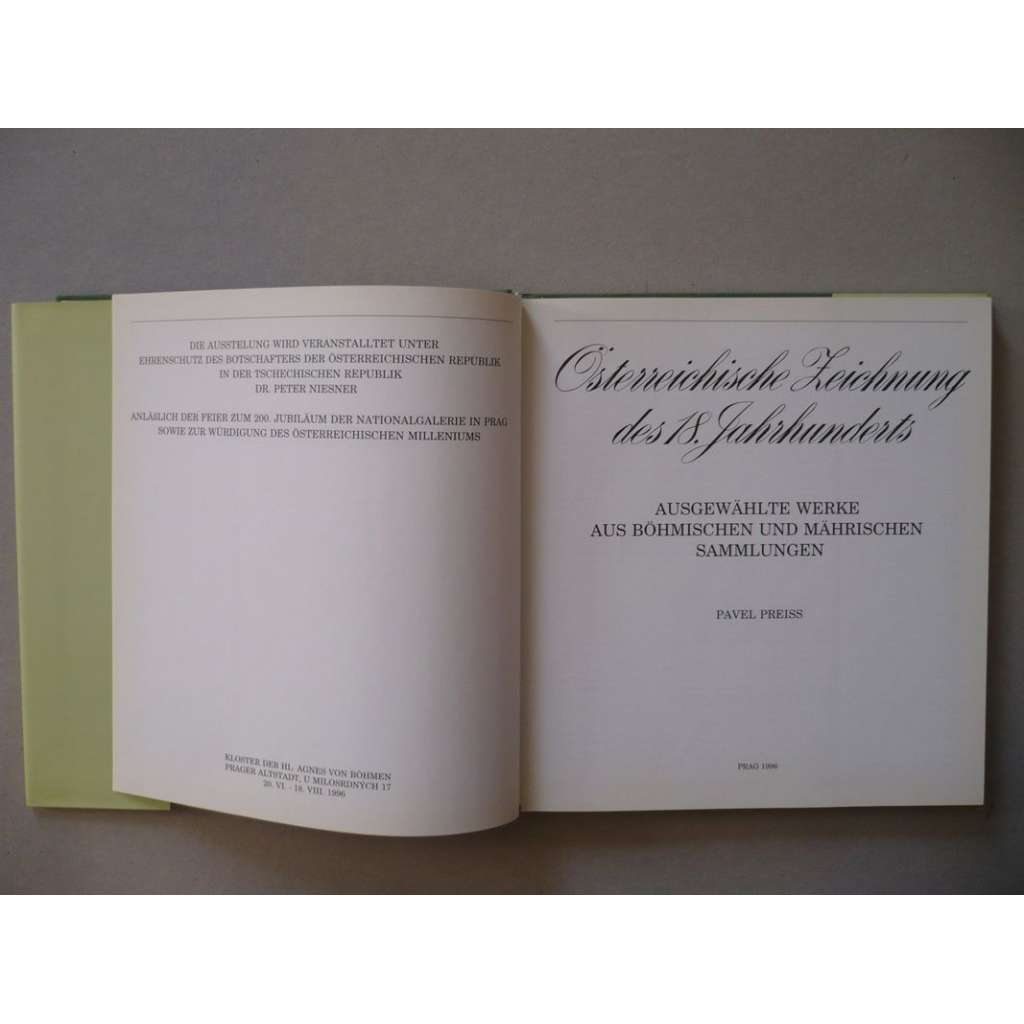 DIE AUSSTELUNG WIRD VERANSTALLTET UNTER
EHRENSCHUTZ DES BOTSCHAFTERS DER ÖSTERREICHISCHEN REPUBLIK
IN DER TSCHECHISCHEN REPUBLIK
DR. PETER NIESNER
ANLÄSLICH DER FEIER ZUM 200. JUBILÄUM DER NATIONALGALERIE IN PRAG
SOWIE ZUR WÜRDIGUNG DES ÖSTERREICHISCHEN MILLENIUMS
KLOSTER DER HL. AGNES VON BÖHMEN
PRAGER ALTSTADT, U MILOSRDNÝCH 17
20. VI. - 18. VIII. 1996
Österreichische Zeichnung
des 18. Jahrhunderts
AUSGEWÄHLTE WERKE
AUS BÖHMISCHEN UND MÄHRISCHEN
SAMMLUNGEN
PAVEL PREISS
PRAG 1996